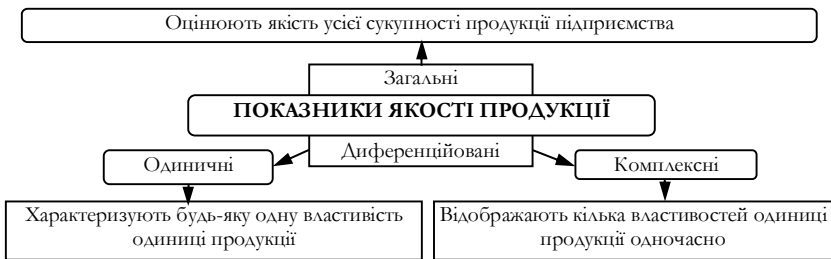 Оцінюють якість усієї сукупності продукції підприємства
Загальні
ПОКАЗНИКИ ЯКОСТІ ПРОДУКЦІЇ
Диференційовані
Одиничні
Комплексні
Характеризують будь-яку одну властивість
одиниці продукції
Відображають кілька властивостей одиниці
продукції одночасно